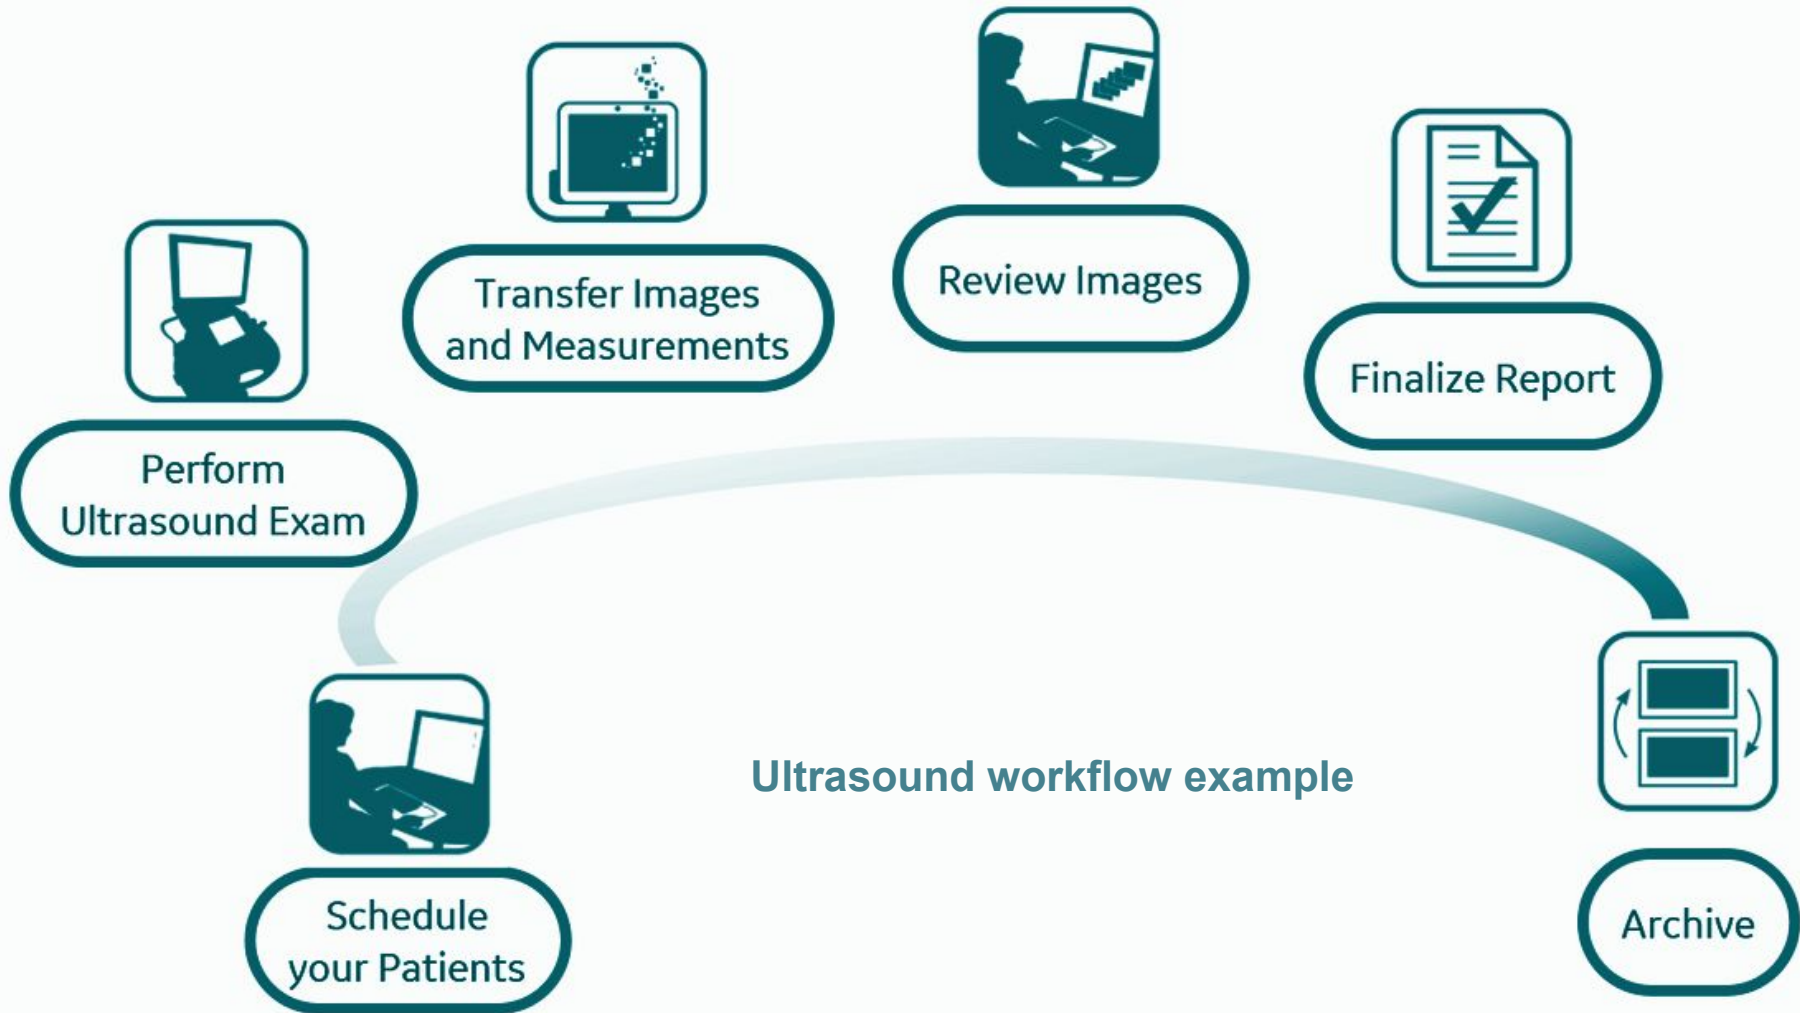 Schedule
your Patients
Perform
Ultrasound Exam
Transfer Images
and Measurements
Review Images
Finalize Report
Archive
Ultrasound workflow example